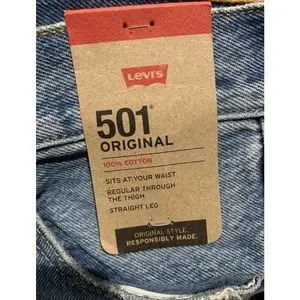 LEVI'S
501®
ORIGINAL
100% COTTON
SITS AT YOUR WAIST
REGULAR THROUGH
THE THIGH
STRAIGHT LEG
ORIGINAL STYLE.
RESPONSIBLY MADE.